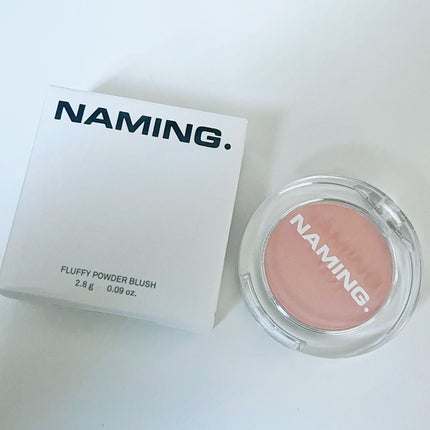 NAMING.
FLUFFY POWDER BLUSH
2.8 g 0.09 oz.
NAMING.